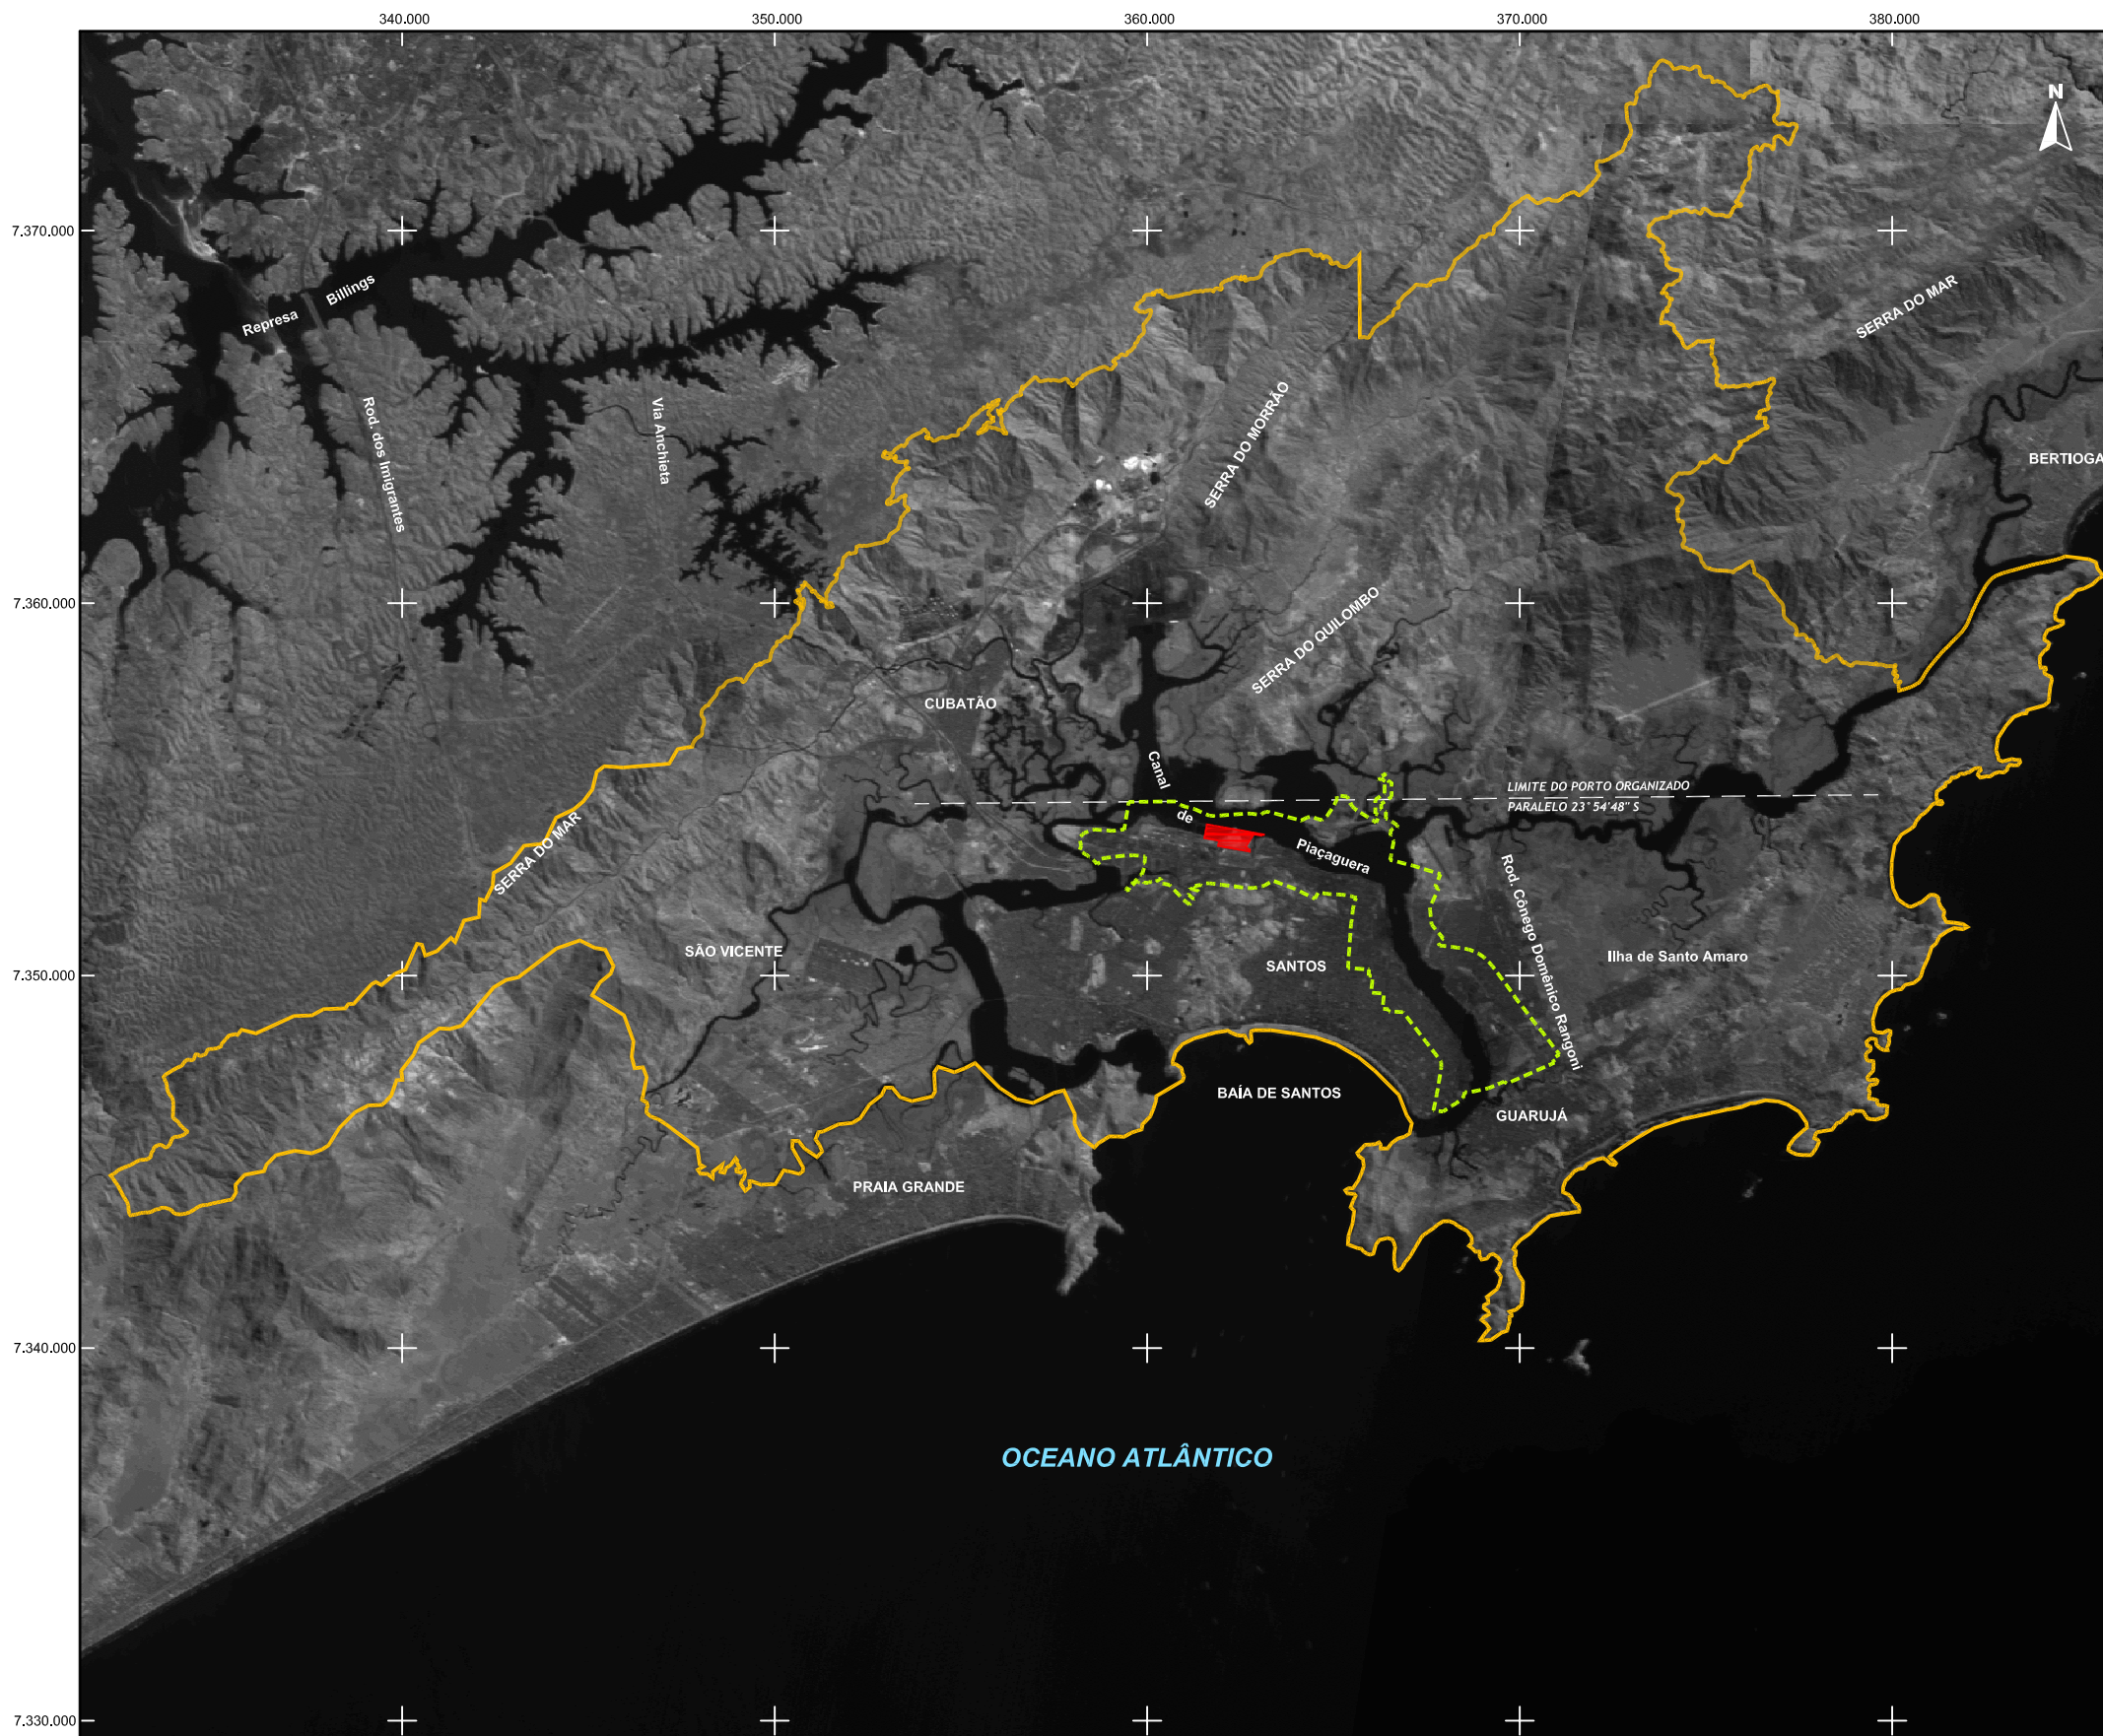 340.000
350.000
360.000
370.000
380.000
N
7,370.000
Represa
Billings
SERRA DO MAR
Rod. dos Imigrantes
Via Anchieta
SERRA DO MORRÃO
BERTIOGA
7,360.000
SERRA DO QUILOMBO
CUBATÃO
Canal
de
Piaçaguera
LIMITE DO PORTO ORGANIZADO
PARALELO 23° 54'48" S
SERRA DO MAR
Rod. Cônego Domênico Rangoni
SÃO VICENTE
SANTOS
Ilha de Santo Amaro
7.350.000
BAÍA DE SANTOS
GUARUJÁ
PRAIA GRANDE
7.340.000
OCEANO ATLÂNTICO
7.330.000